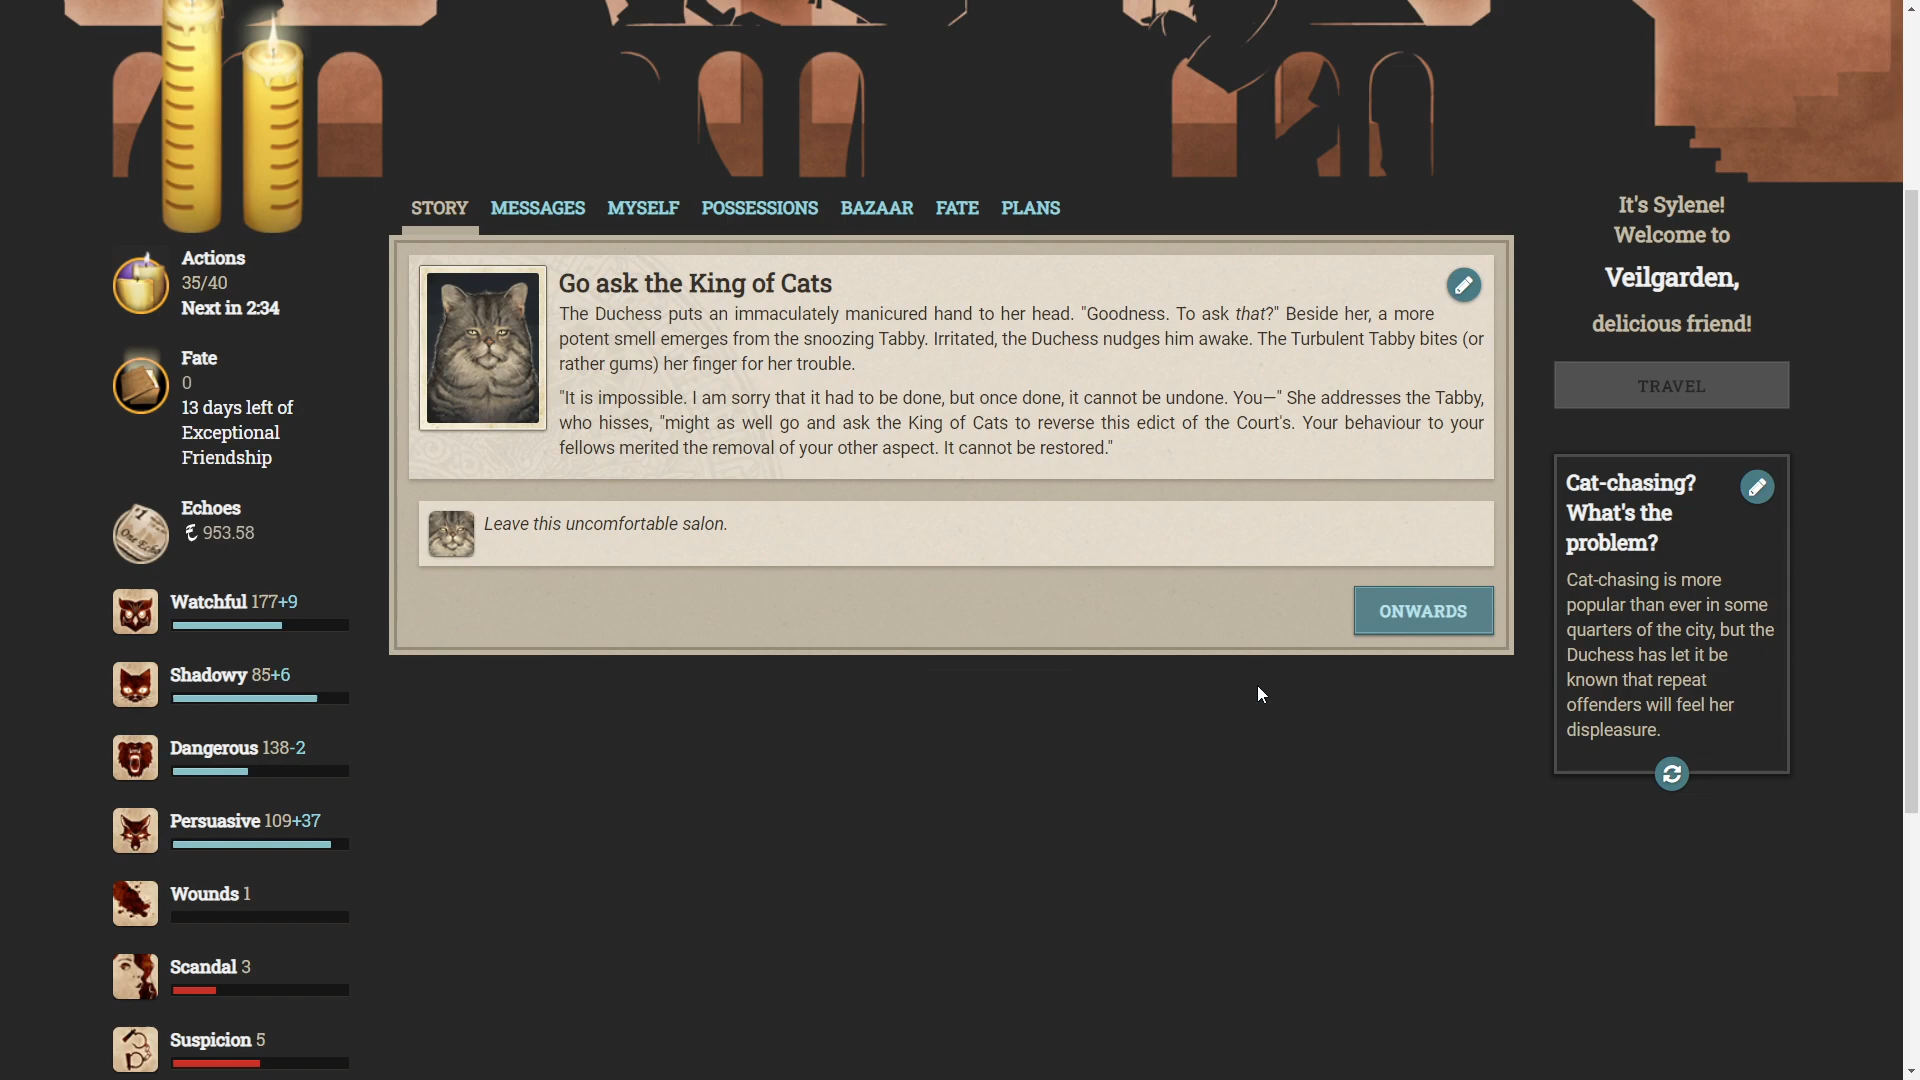 STORY MESSAGES MYSELF POSSESSIONS BAZAAR FATE PLANS
Actions
35/40
Next in 2:34
Fate
0
13 days left of
Exceptional
Friendship
Echoes
953.58
Watchful 177+9
Shadowy 85+6
Dangerous 138-2
Persuasive 109+37
Wounds 1
Scandal 3
Suspicion 5
Go ask the King of Cats
The Duchess puts an immaculately manicured hand to her head. "Goodness. To ask that?" Beside her, a more
potent smell emerges from the snoozing Tabby. Irritated, the Duchess nudges him awake. The Turbulent Tabby bites (or
rather gums) her finger for her trouble.
"It is impossible. I am sorry that it had to be done, but once done, it cannot be undone. You—" She addresses the Tabby,
who hisses, "might as well go and ask the King of Cats to reverse this edict of the Court's. Your behaviour to your
fellows merited the removal of your other aspect. It cannot be restored."
Leave this uncomfortable salon.
ONWARDS
It's Sylene!
Welcome to
Veilgarden,
delicious friend!
TRAVEL
Cat-chasing?
What's the
problem?
Cat-chasing is more
popular than ever in some
quarters of the city, but the
Duchess has let it be
known that repeat
offenders will feel her
displeasure.